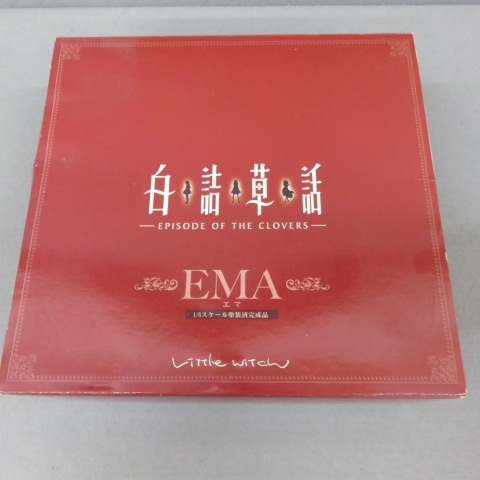 白詰草話
EPISODE OF THE CLOVERS
EMA
エマ
1/6スケール塗装済完成品
Little witch